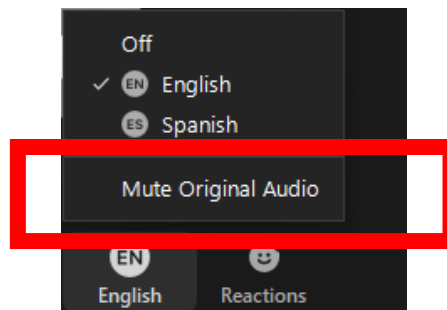 Off
EN English
ES Spanish
Mute Original Audio
EN
English Reactions